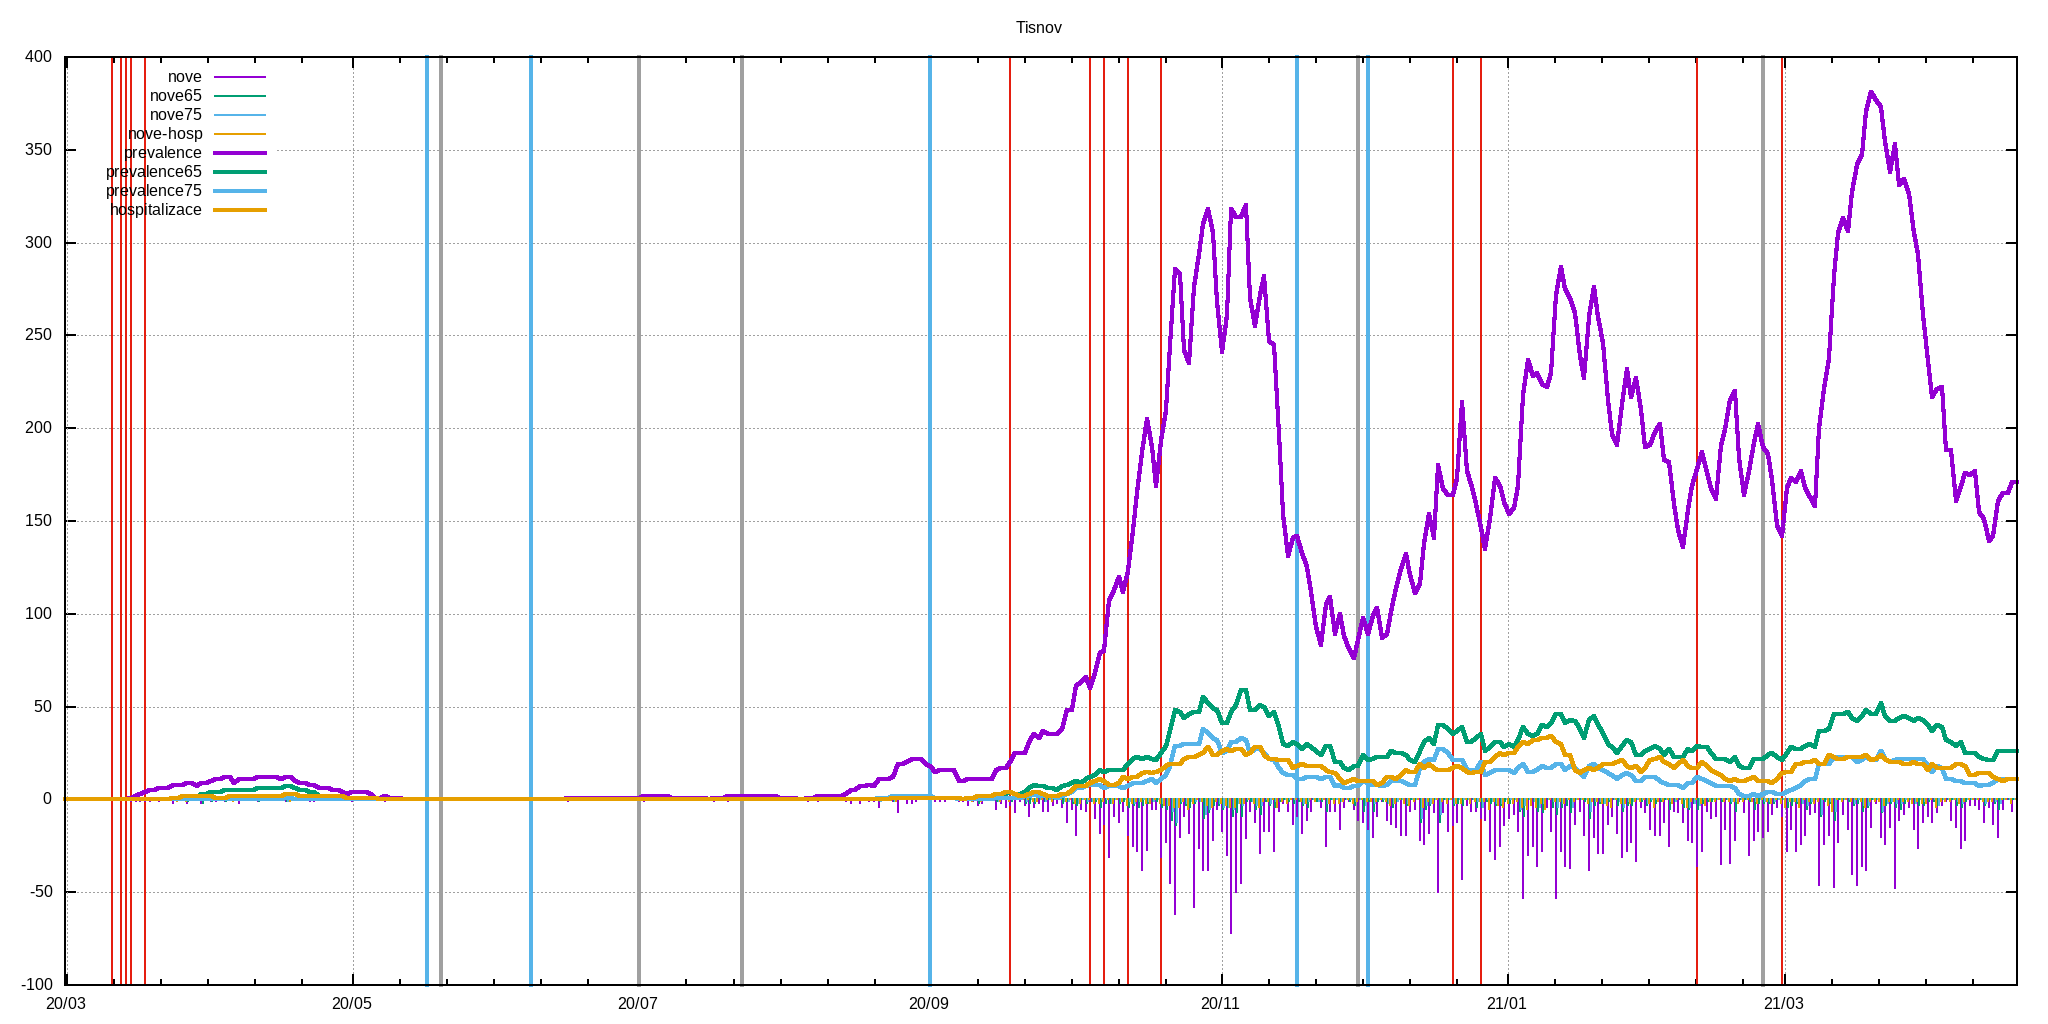 Tisnov
400
350
300
250
200
150
100
50
0
-50
-100
nove
nove65
nove75
nove-hosp
prevalence
prevalence65
prevalence75
hospitalizace
20/03 20/05 20/07 20/09 20/11 21/01 21/03